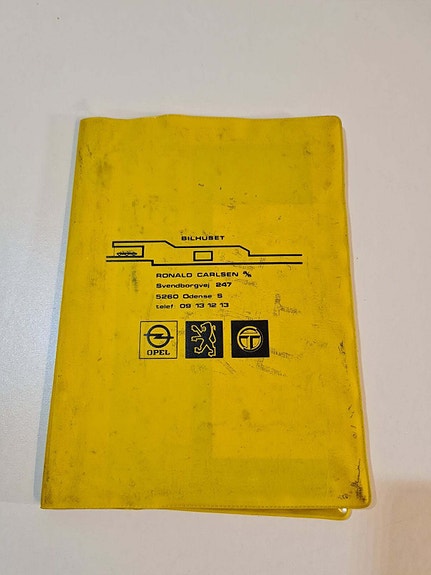 BILHUSET
RONALD CARLSEN A/S
Svendborgvej 247
5260 Odense S
telef. 09 13 12 13
OPEL
T